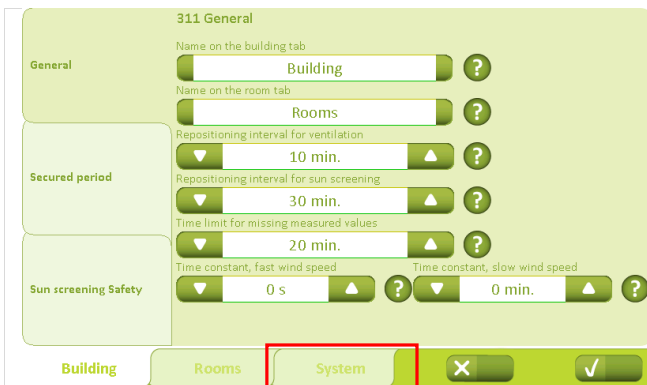 311 General
General
Name on the building tab
Building ?
Name on the room tab
Rooms ?
Repositioning interval for ventilation
10 min. ?
Secured period
Repositioning interval for sun screening
30 min. ?
Time limit for missing measured values
20 min. ?
Sun screening Safety
Time constant, fast wind speed Time constant, slow wind speed
0 s ? 0 min. ?
Building Rooms System